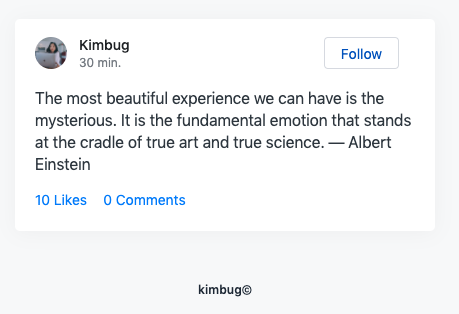 Kimbug
30 min.
Follow
The most beautiful experience we can have is the
mysterious. It is the fundamental emotion that stands
at the cradle of true art and true science. — Albert
Einstein
10 Likes 0 Comments
kimbug©